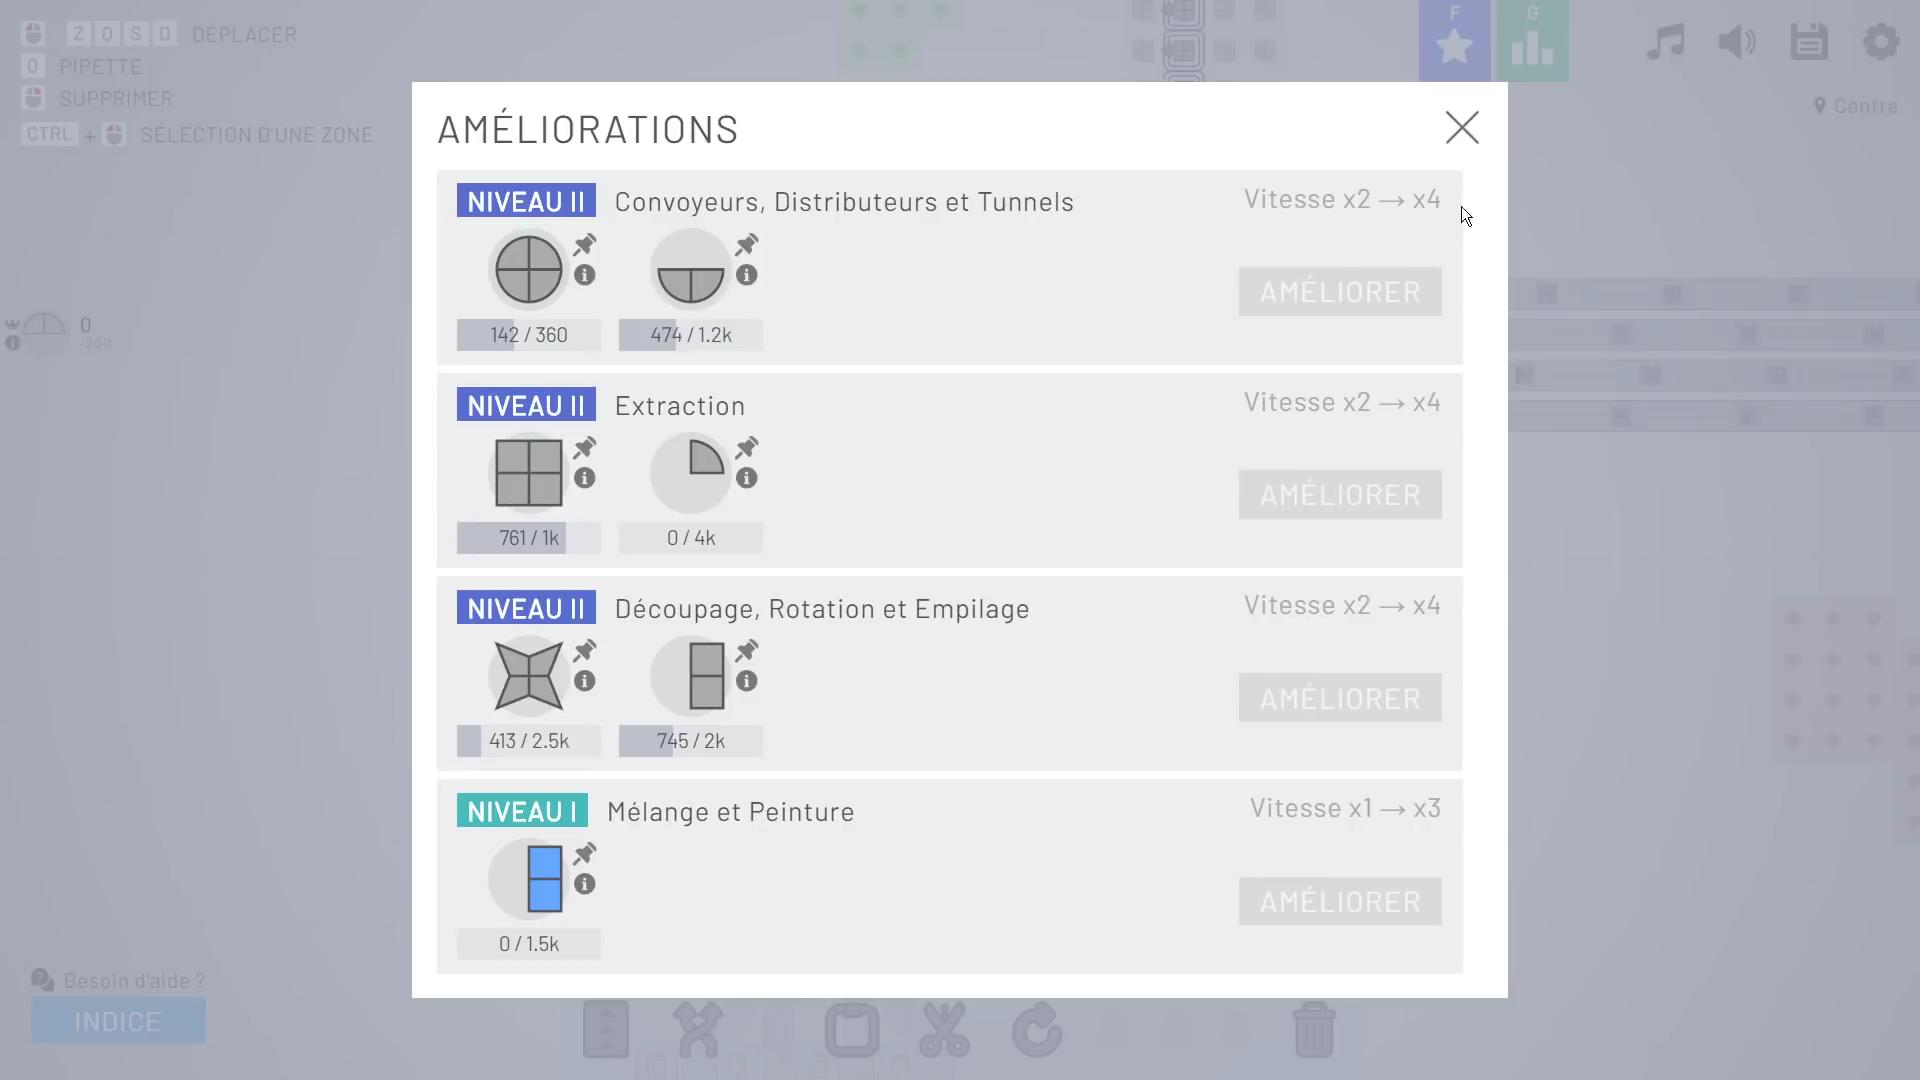 Z Q S D DÉPLACER
Q PIPETTE
SUPPRIMER
CTRL + SÉLECTION D'UNE ZONE
F
G
Centre
0
/200
AMÉLIORATIONS
NIVEAU II Convoyeurs, Distributeurs et Tunnels Vitesse x2 → x4
142 / 360 474 / 1.2k
AMÉLIORER
NIVEAU II Extraction Vitesse x2 → x4
761 / 1k 0 / 4k
AMÉLIORER
NIVEAU II Découpage, Rotation et Empilage Vitesse x2 → x4
413 / 2.5k 745 / 2k
AMÉLIORER
NIVEAU I Mélange et Peinture Vitesse x1 → x3
0 / 1.5k
AMÉLIORER
Besoin d'aide ?
INDICE